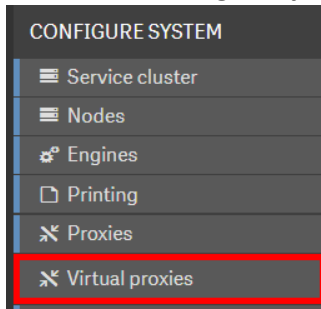 CONFIGURE SYSTEM
Service cluster
Nodes
Engines
Printing
Proxies
Virtual proxies